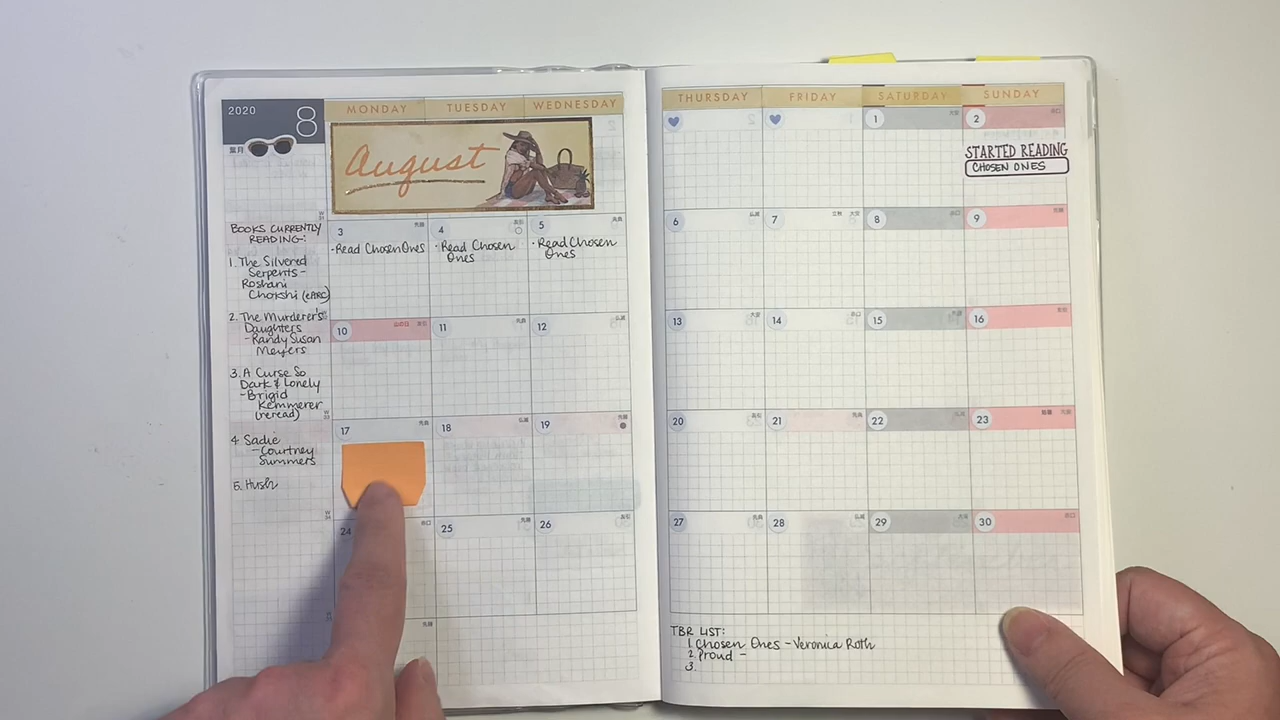 2020
8
葉月
MONDAY
TUESDAY
WEDNESDAY
THURSDAY
FRIDAY
SATURDAY
SUNDAY
August
1
2
STARTED READING
CHOSEN ONES
BOOKS CURRENTLY
READING:
1. The Silvered
Serpents -
Roshani
Chokshi (eARC)
2. The Murderer's
Daughters
- Randy Susan
Meyers
3. A Curse So
Dark & Lonely
- Brigid
Kemmerer
(reread)
4 Sadie
- Courtney
Summers
5. Hush
3
- Read Chosen Ones
4
· Read Chosen
Ones
5
· Read Chosen
Ones
6
7
8
9
10
11
12
13
14
15
16
17
18
19
20
21
22
23
24
25
26
27
28
29
30
TBR LIST:
1. Chosen Ones - Veronica Roth
2. Proud -
3.